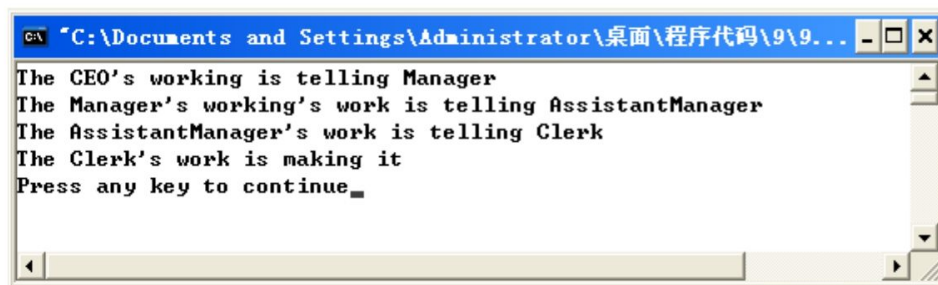 "C:\Documents and Settings\Administrator\桌面\程序代码\9\9...
The CEO's working is telling Manager
The Manager's working's work is telling AssistantManager
The AssistantManager's work is telling Clerk
The Clerk's work is making it
Press any key to continue